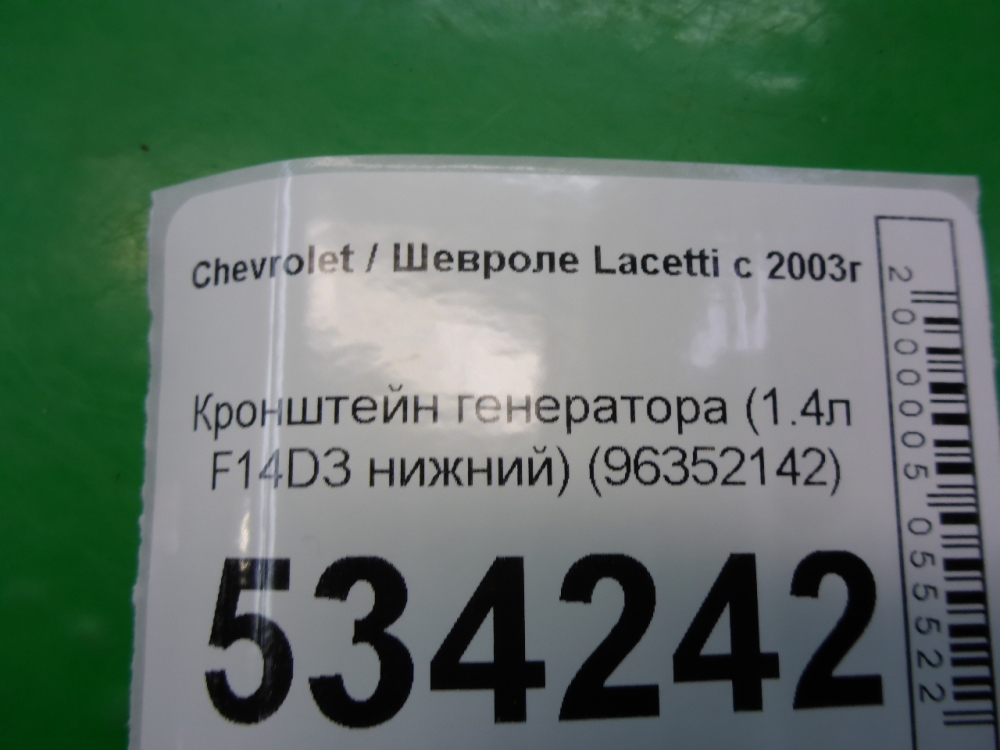 Chevrolet / Шевроле Lacetti с 2003г
Кронштейн генератора (1.4л
F14D3 нижний) (96352142)
534242
2000005055522